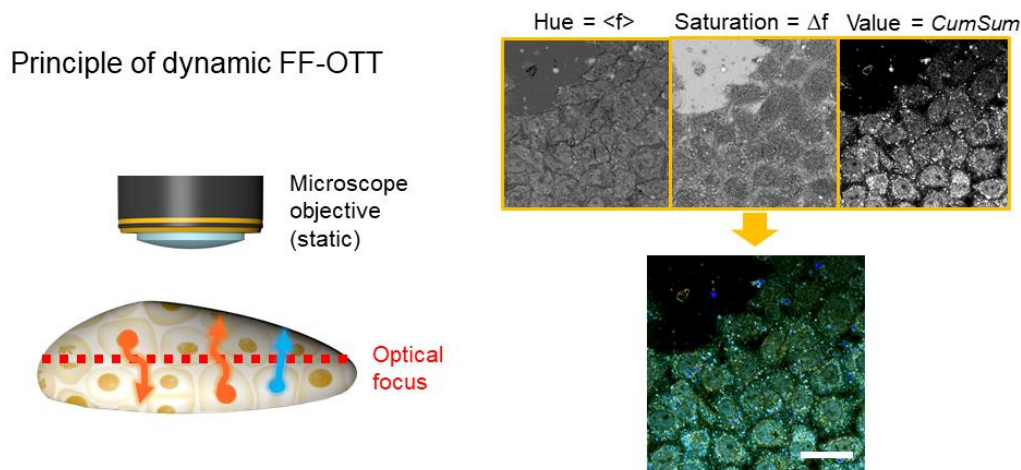 Principle of dynamic FF-OTT
Microscope
objective
(static)
Optical
focus
Hue = <f>
Saturation = Δf
Value = CumSum